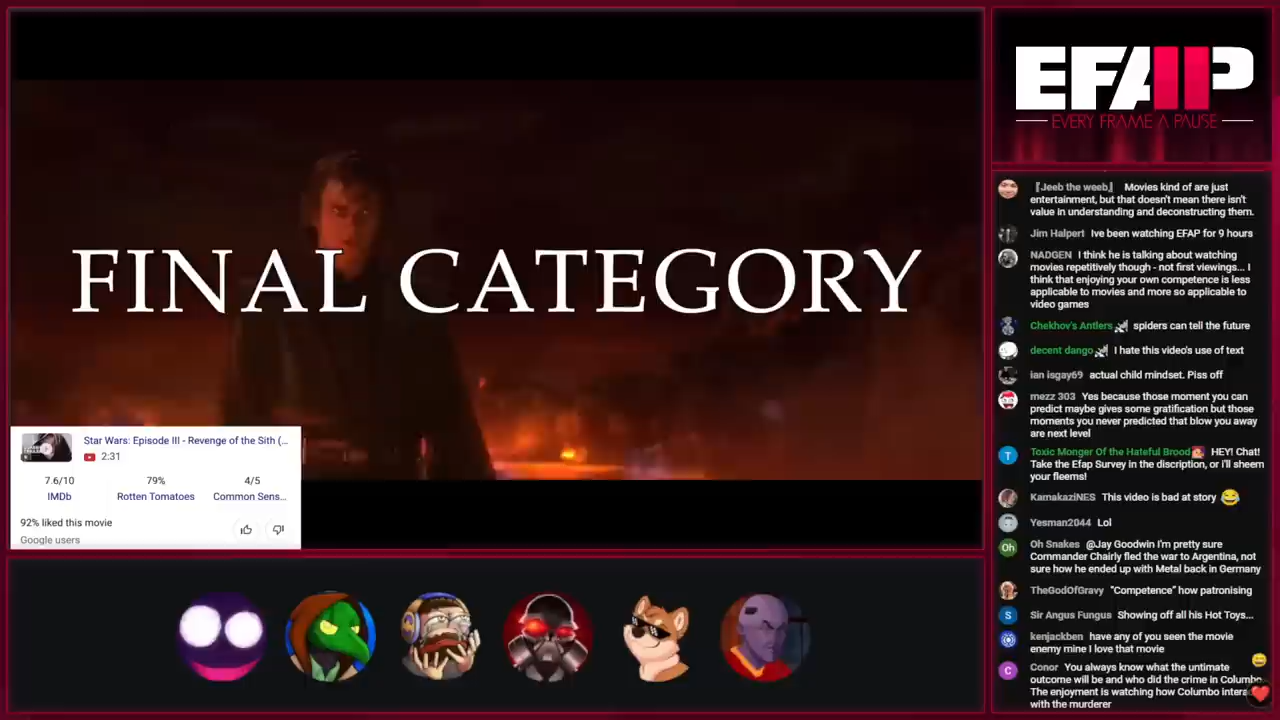 FINAL CATEGORY
Star Wars: Episode III - Revenge of the Sith (...
2:31
7.6/10
IMDb
79%
Rotten Tomatoes
4/5
Common Sens...
92% liked this movie
Google users
EFAP
EVERY FRAME A PAUSE
『Jeeb the weeb』 Movies kind of are just
entertainment, but that doesn't mean there isn't
value in understanding and deconstructing them.
Jim Halpert Ive been watching EFAP for 9 hours
NADGEN I think he is talking about watching
movies repetitively though - not first viewings... I
think that enjoying your own competence is less
applicable to movies and more so applicable to
video games
Chekhov's Antlers spiders can tell the future
decent dango I hate this video's use of text
ian isgay69 actual child mindset. Piss off
mezz 303 Yes because those moment you can
predict maybe gives some gratification but those
moments you never predicted that blow you away
are next level
Toxic Monger Of the Hateful Brood HEY! Chat!
Take the Efap Survey in the discription, or i'll sheem
your fleems!
KamakaziNES This video is bad at story 😂
Yesman2044 Lol
Oh
Oh Snakes @Jay Goodwin I'm pretty sure
Commander Chairly fled the war to Argentina, not
sure how he ended up with Metal back in Germany
TheGodOfGravy "Competence" how patronising
S
Sir Angus Fungus Showing off all his Hot Toys...
kenjackben have any of you seen the movie
enemy mine I love that movie
C
Conor You always know what the untimate
outcome will be and who did the crime in Columbo
The enjoyment is watching how Columbo interac
with the murderer
T